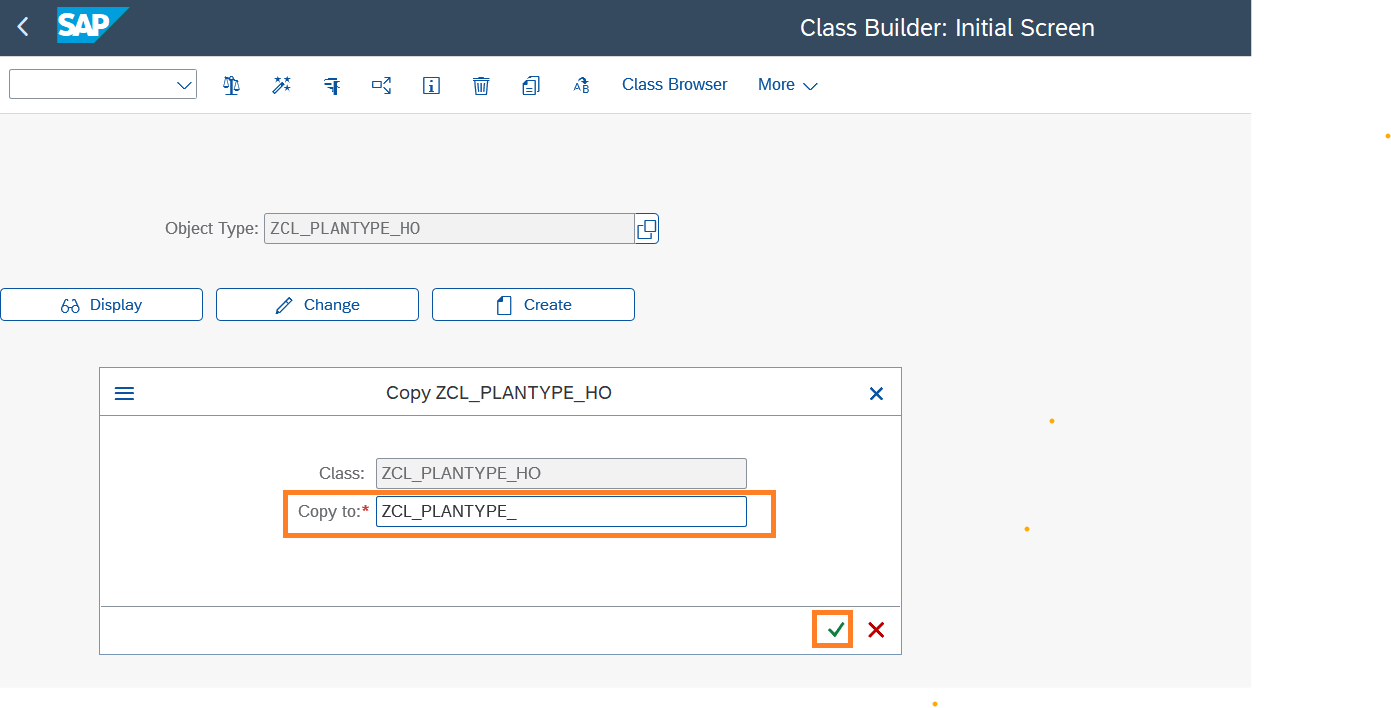 SAP
Class Builder: Initial Screen
Class Browser More
Object Type: ZCL_PLANTYPE_HO
Display Change Create
Copy ZCL_PLANTYPE_HO
Class: ZCL_PLANTYPE_HO
Copy to:* ZCL_PLANTYPE_